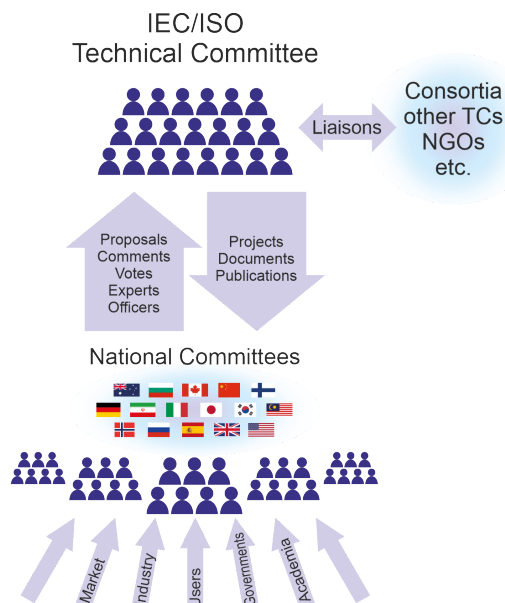 IEC/ISO
Technical Committee
Liaisons
Consortia
other TCs
NGOs
etc.
Proposals
Comments
Votes
Experts
Officers
Projects
Documents
Publications
National Committees
Market
Industry
Users
Governments
Academia